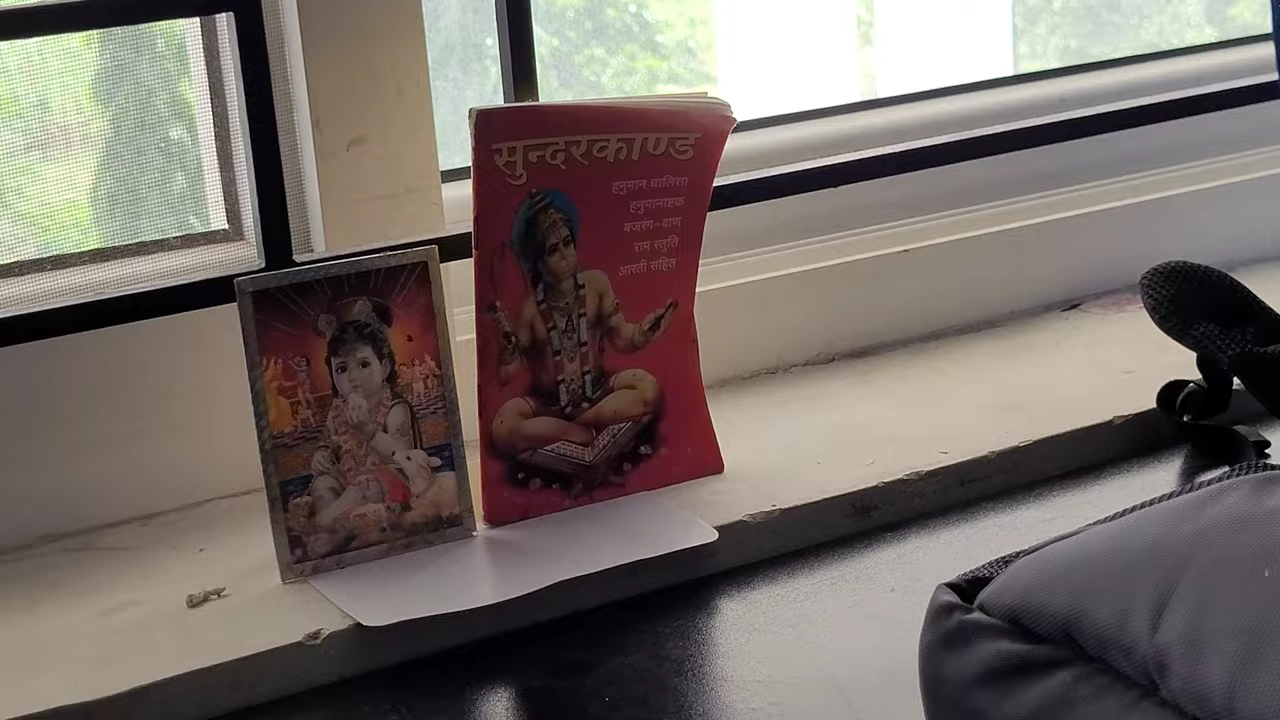 सुन्दरकाण्ड
हनुमान चालिसा
हनुमानाष्टक
बजरंग-बाण
राम स्तुति
आरती सहित